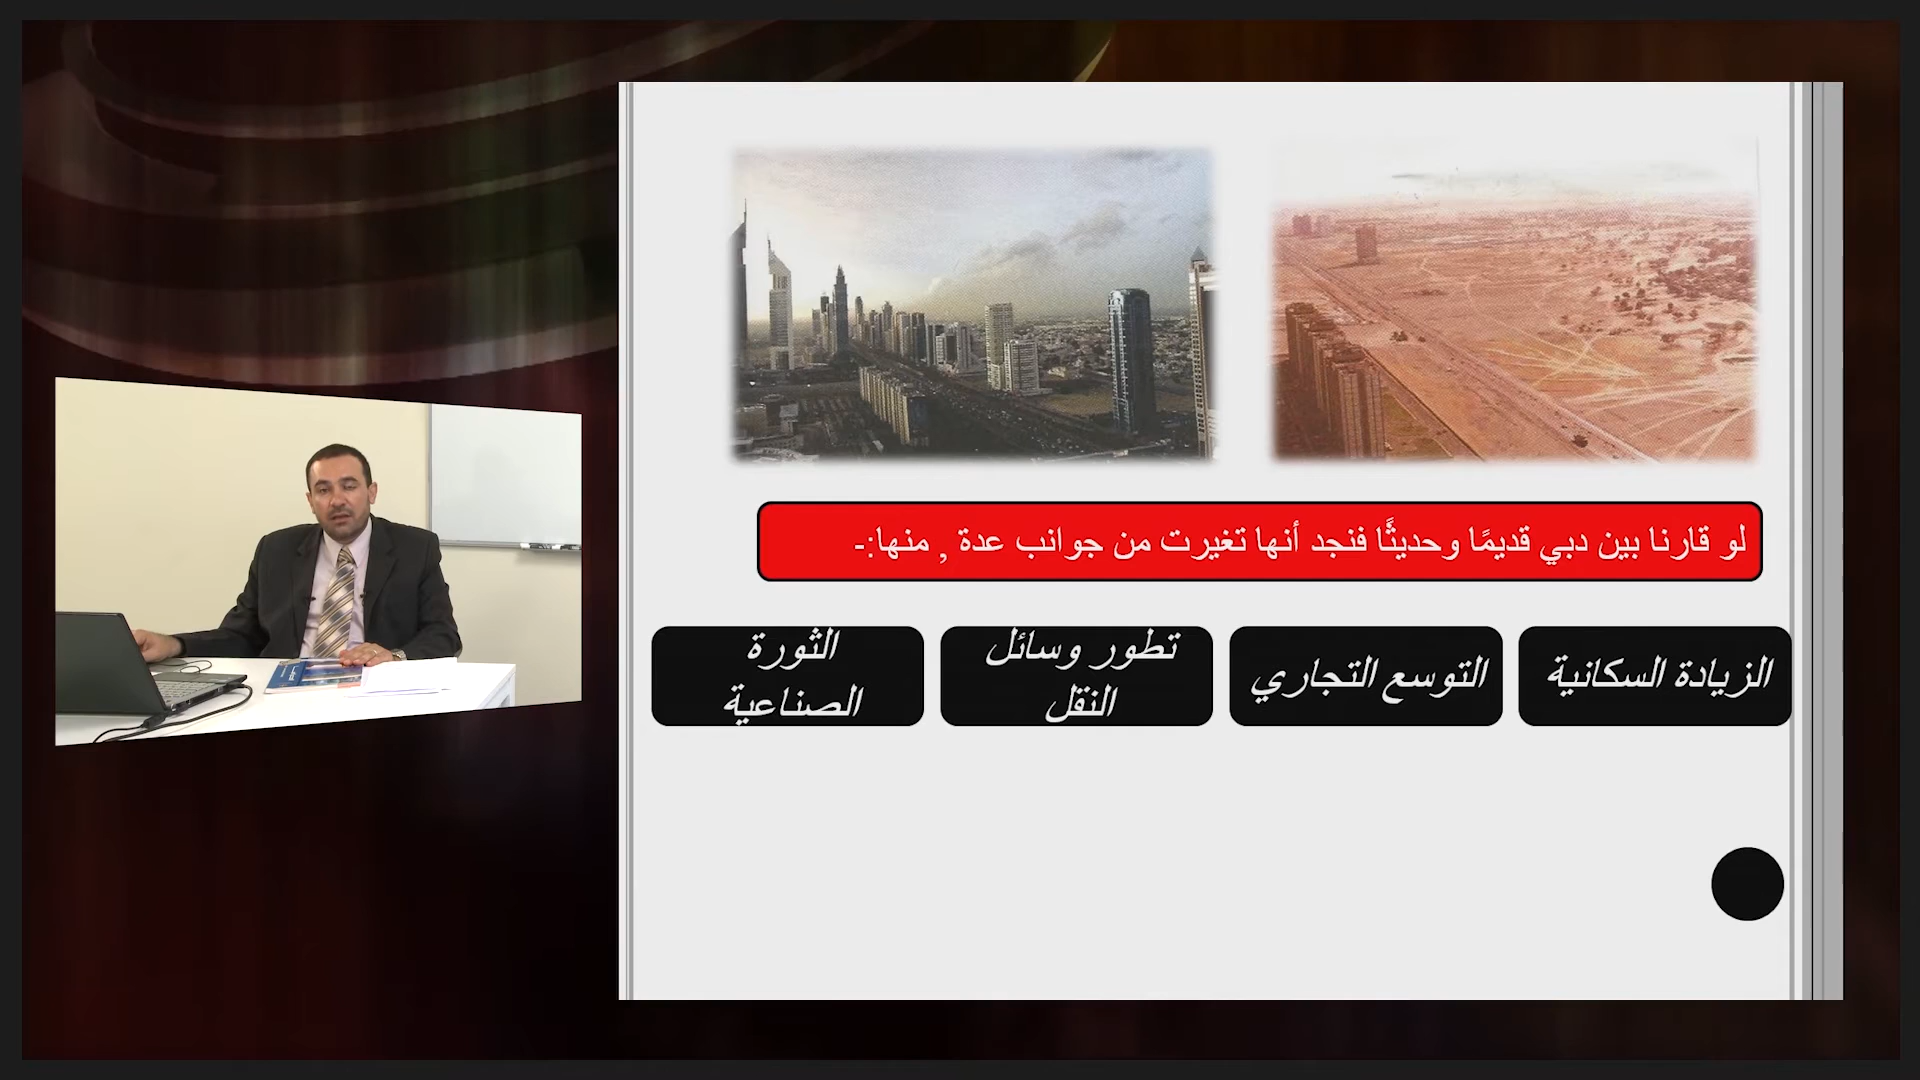 لو قارنا بين دبي قديمًا وحديثًا فنجد أنها تغيرت من جوانب عدة , منها:-
الزيادة السكانية
التوسع التجاري
تطور وسائل
النقل
الثورة
الصناعية